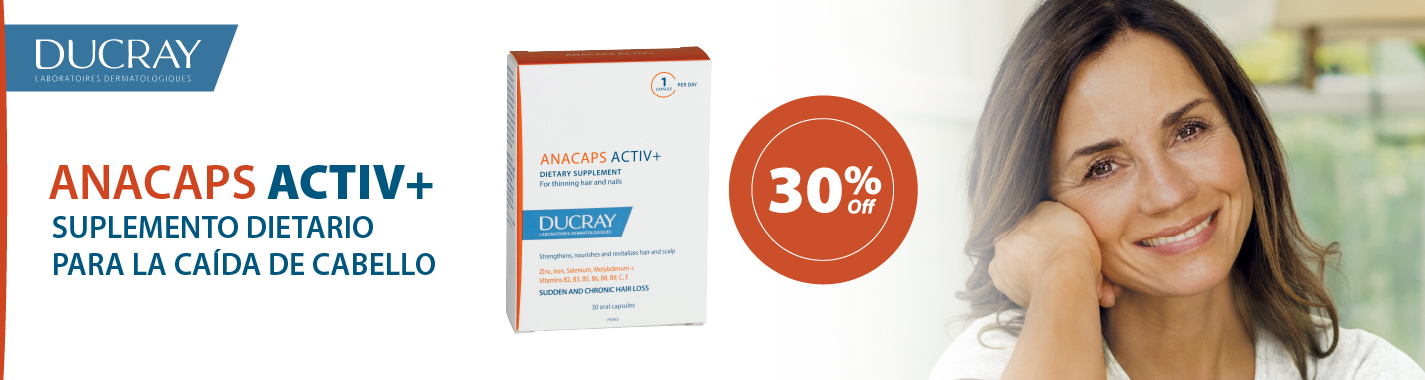 DUCRAY
LABORATOIRES DERMATOLOGIQUES
ANACAPS ACTIV+
SUPLEMENTO DIETARIO
PARA LA CAÍDA DE CABELLO
1
CAPSULE
PER DAY
ANACAPS ACTIV+
DIETARY SUPPLEMENT
For thinning hair and nails
DUCRAY
LABORATOIRES DERMATOLOGIQUES
Strengthens, nourishes and revitalizes hair and scalp
Zinc, Iron, Selenium, Molybdenum +
Vitamins B2, B3, B5, B6, B8, B9, C, E
SUDDEN AND CHRONIC HAIR LOSS
30 oral capsules
PARIS
30%
Off